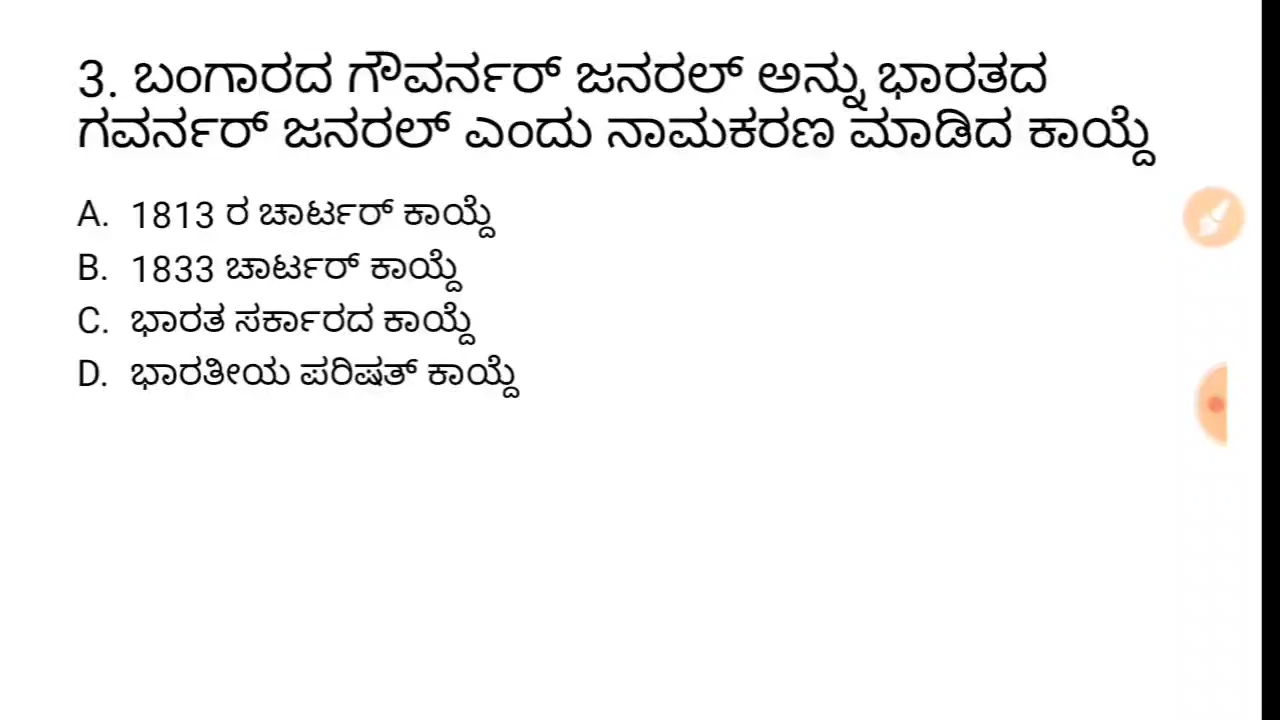 3. ಬಂಗಾರದ ಗೌವರ್ನರ್ ಜನರಲ್ ಅನ್ನು ಭಾರತದ
ಗವರ್ನರ್ ಜನರಲ್ ಎಂದು ನಾಮಕರಣ ಮಾಡಿದ ಕಾಯ್ದೆ
A. 1813 ರ ಚಾರ್ಟರ್ ಕಾಯ್ದೆ
B. 1833 ಚಾರ್ಟರ್ ಕಾಯ್ದೆ
C. ಭಾರತ ಸರ್ಕಾರದ ಕಾಯ್ದೆ
D. ಭಾರತೀಯ ಪರಿಷತ್ ಕಾಯ್ದೆ